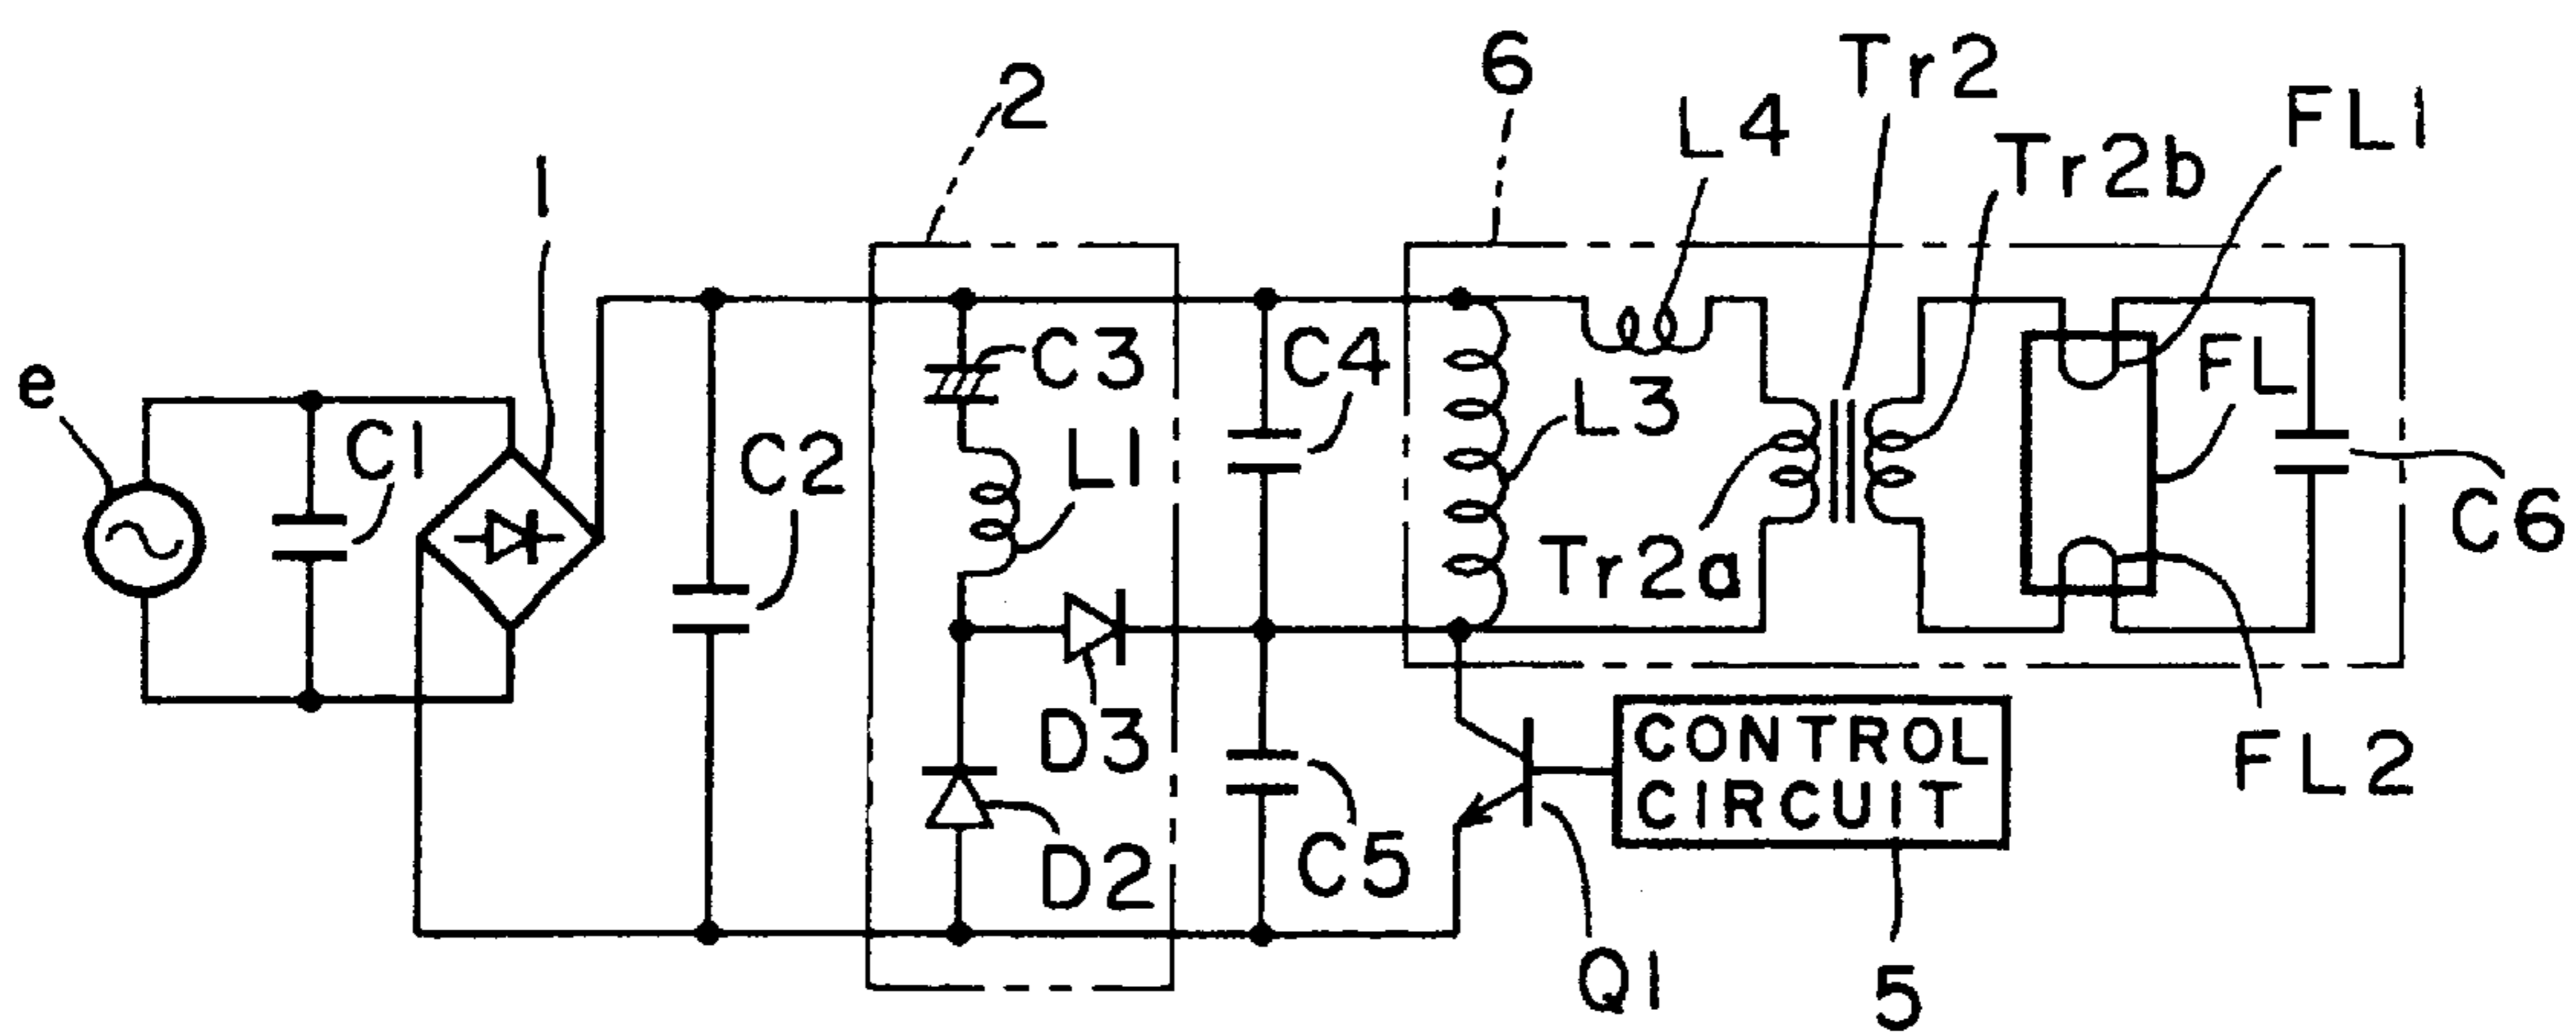 2
6
Tr2
L4
FL1
Tr2b
1
e
C1
C2
C3
L1
C4
L3
FL
Tr2a
C6
D3
D2
C5
CONTROL
CIRCUIT
FL2
Q1
5